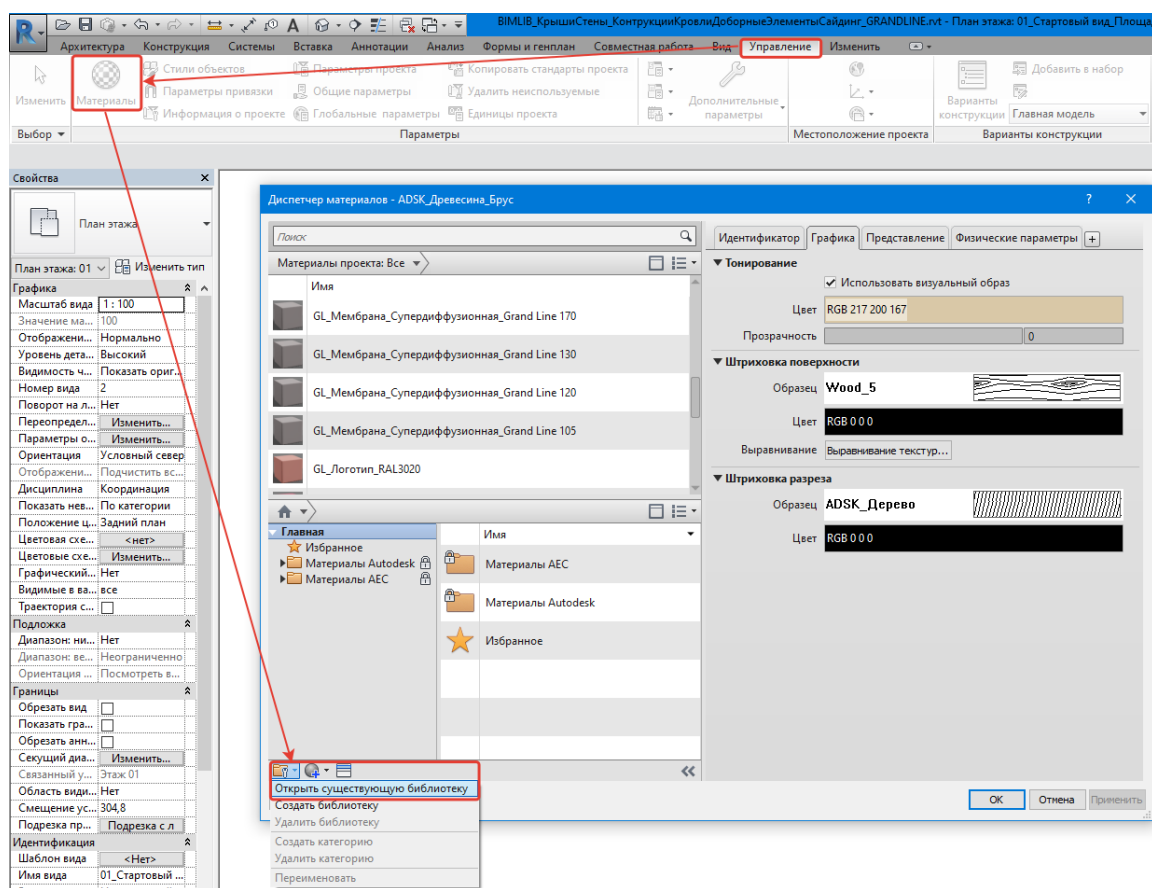 BIMLIB_КрышиСтены_КонтрукцииКровлиДоборныеЭлементыСайдинг_GRANDLINE.rvt - План этажа: 01_Стартовый вид_Площа
Архитектура Конструкция Системы Вставка Аннотации Анализ Формы и генплан Совместная работа Вид Управление Изменить
Изменить
Материалы
Стили объектов
Параметры привязки
Информация о проекте
Параметры проекта
Общие параметры
Глобальные параметры
Копировать стандарты проекта
Удалить неиспользуемые
Единицы проекта
Дополнительные параметры
Варианты конструкции
Добавить в набор
Главная модель
Выбор
Параметры
Местоположение проекта
Варианты конструкции
Свойства
План этажа
План этажа: 01 Изменить тип
Графика
Масштаб вида 1 : 100
Значение ма... 100
Отображени... Нормально
Уровень дета... Высокий
Видимость ч... Показать ориг...
Номер вида 2
Поворот на л... Нет
Переопредел... Изменить...
Параметры о... Изменить...
Ориентация Условный север
Отображени... Подчистить вс...
Дисциплина Координация
Показать нев... По категории
Положение ц... Задний план
Цветовая схе... <нет>
Цветовые схе... Изменить...
Графический... Нет
Видимые в ва... все
Траектория с...
Подложка
Диапазон: ни... Нет
Диапазон: ве... Неограниченно
Ориентация ... Посмотреть в...
Границы
Обрезать вид
Показать гра...
Обрезать анн...
Секущий диа... Изменить...
Связанный у... Этаж 01
Область види... Нет
Смещение ус... 304,8
Подрезка пр... Подрезка с л
Идентификация
Шаблон вида <Нет>
Имя вида 01_Стартовый ...
Диспетчер материалов - ADSK_Древесина_Брус
Поиск
Материалы проекта: Все
Имя
GL_Мембрана_Супердиффузионная_Grand Line 170
GL_Мембрана_Супердиффузионная_Grand Line 130
GL_Мембрана_Супердиффузионная_Grand Line 120
GL_Мембрана_Супердиффузионная_Grand Line 105
GL_Логотип_RAL3020
Главная
Избранное
Материалы Autodesk
Материалы AEC
Имя
Материалы AEC
Материалы Autodesk
Избранное
Открыть существующую библиотеку
Создать библиотеку
Удалить библиотеку
Создать категорию
Удалить категорию
Переименовать
Идентификатор Графика Представление Физические параметры
Тонирование
Использовать визуальный образ
Цвет RGB 217 200 167
Прозрачность 0
Штриховка поверхности
Образец Wood_5
Цвет RGB 0 0 0
Выравнивание Выравнивание текстур...
Штриховка разреза
Образец ADSK_Дерево
Цвет RGB 0 0 0
ОК Отмена Применить